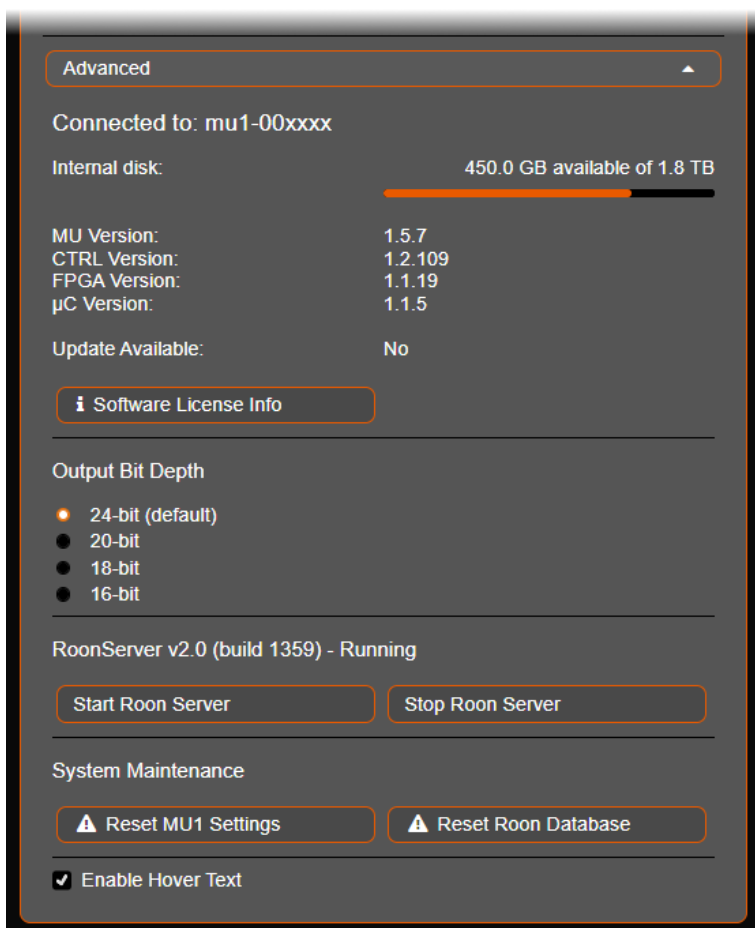 Advanced
Connected to: mu1-00xxxx
Internal disk: 450.0 GB available of 1.8 TB
MU Version: 1.5.7
CTRL Version: 1.2.109
FPGA Version: 1.1.19
µC Version: 1.1.5
Update Available: No
Software License Info
Output Bit Depth
24-bit (default)
20-bit
18-bit
16-bit
RoonServer v2.0 (build 1359) - Running
Start Roon Server Stop Roon Server
System Maintenance
Reset MU1 Settings Reset Roon Database
Enable Hover Text